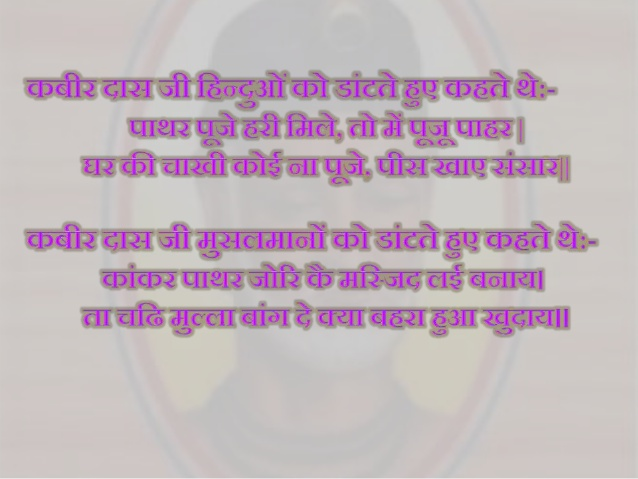 कबीर दास जी हिन्दुओं को डांटते हुए कहते थे:-
पाथर पूजे हरी मिले, तो में पूजू पाहर |
घर की चाखी कोई ना पूजे, पीस खाए संसार||
कबीर दास जी मुसलमानों को डांटते हुए कहते थे:-
कांकर पाथर जोरि कै मस्जिद लई बनाय।
ता चढि मुल्ला बांग दे क्या बहरा हुआ खुदाय।।